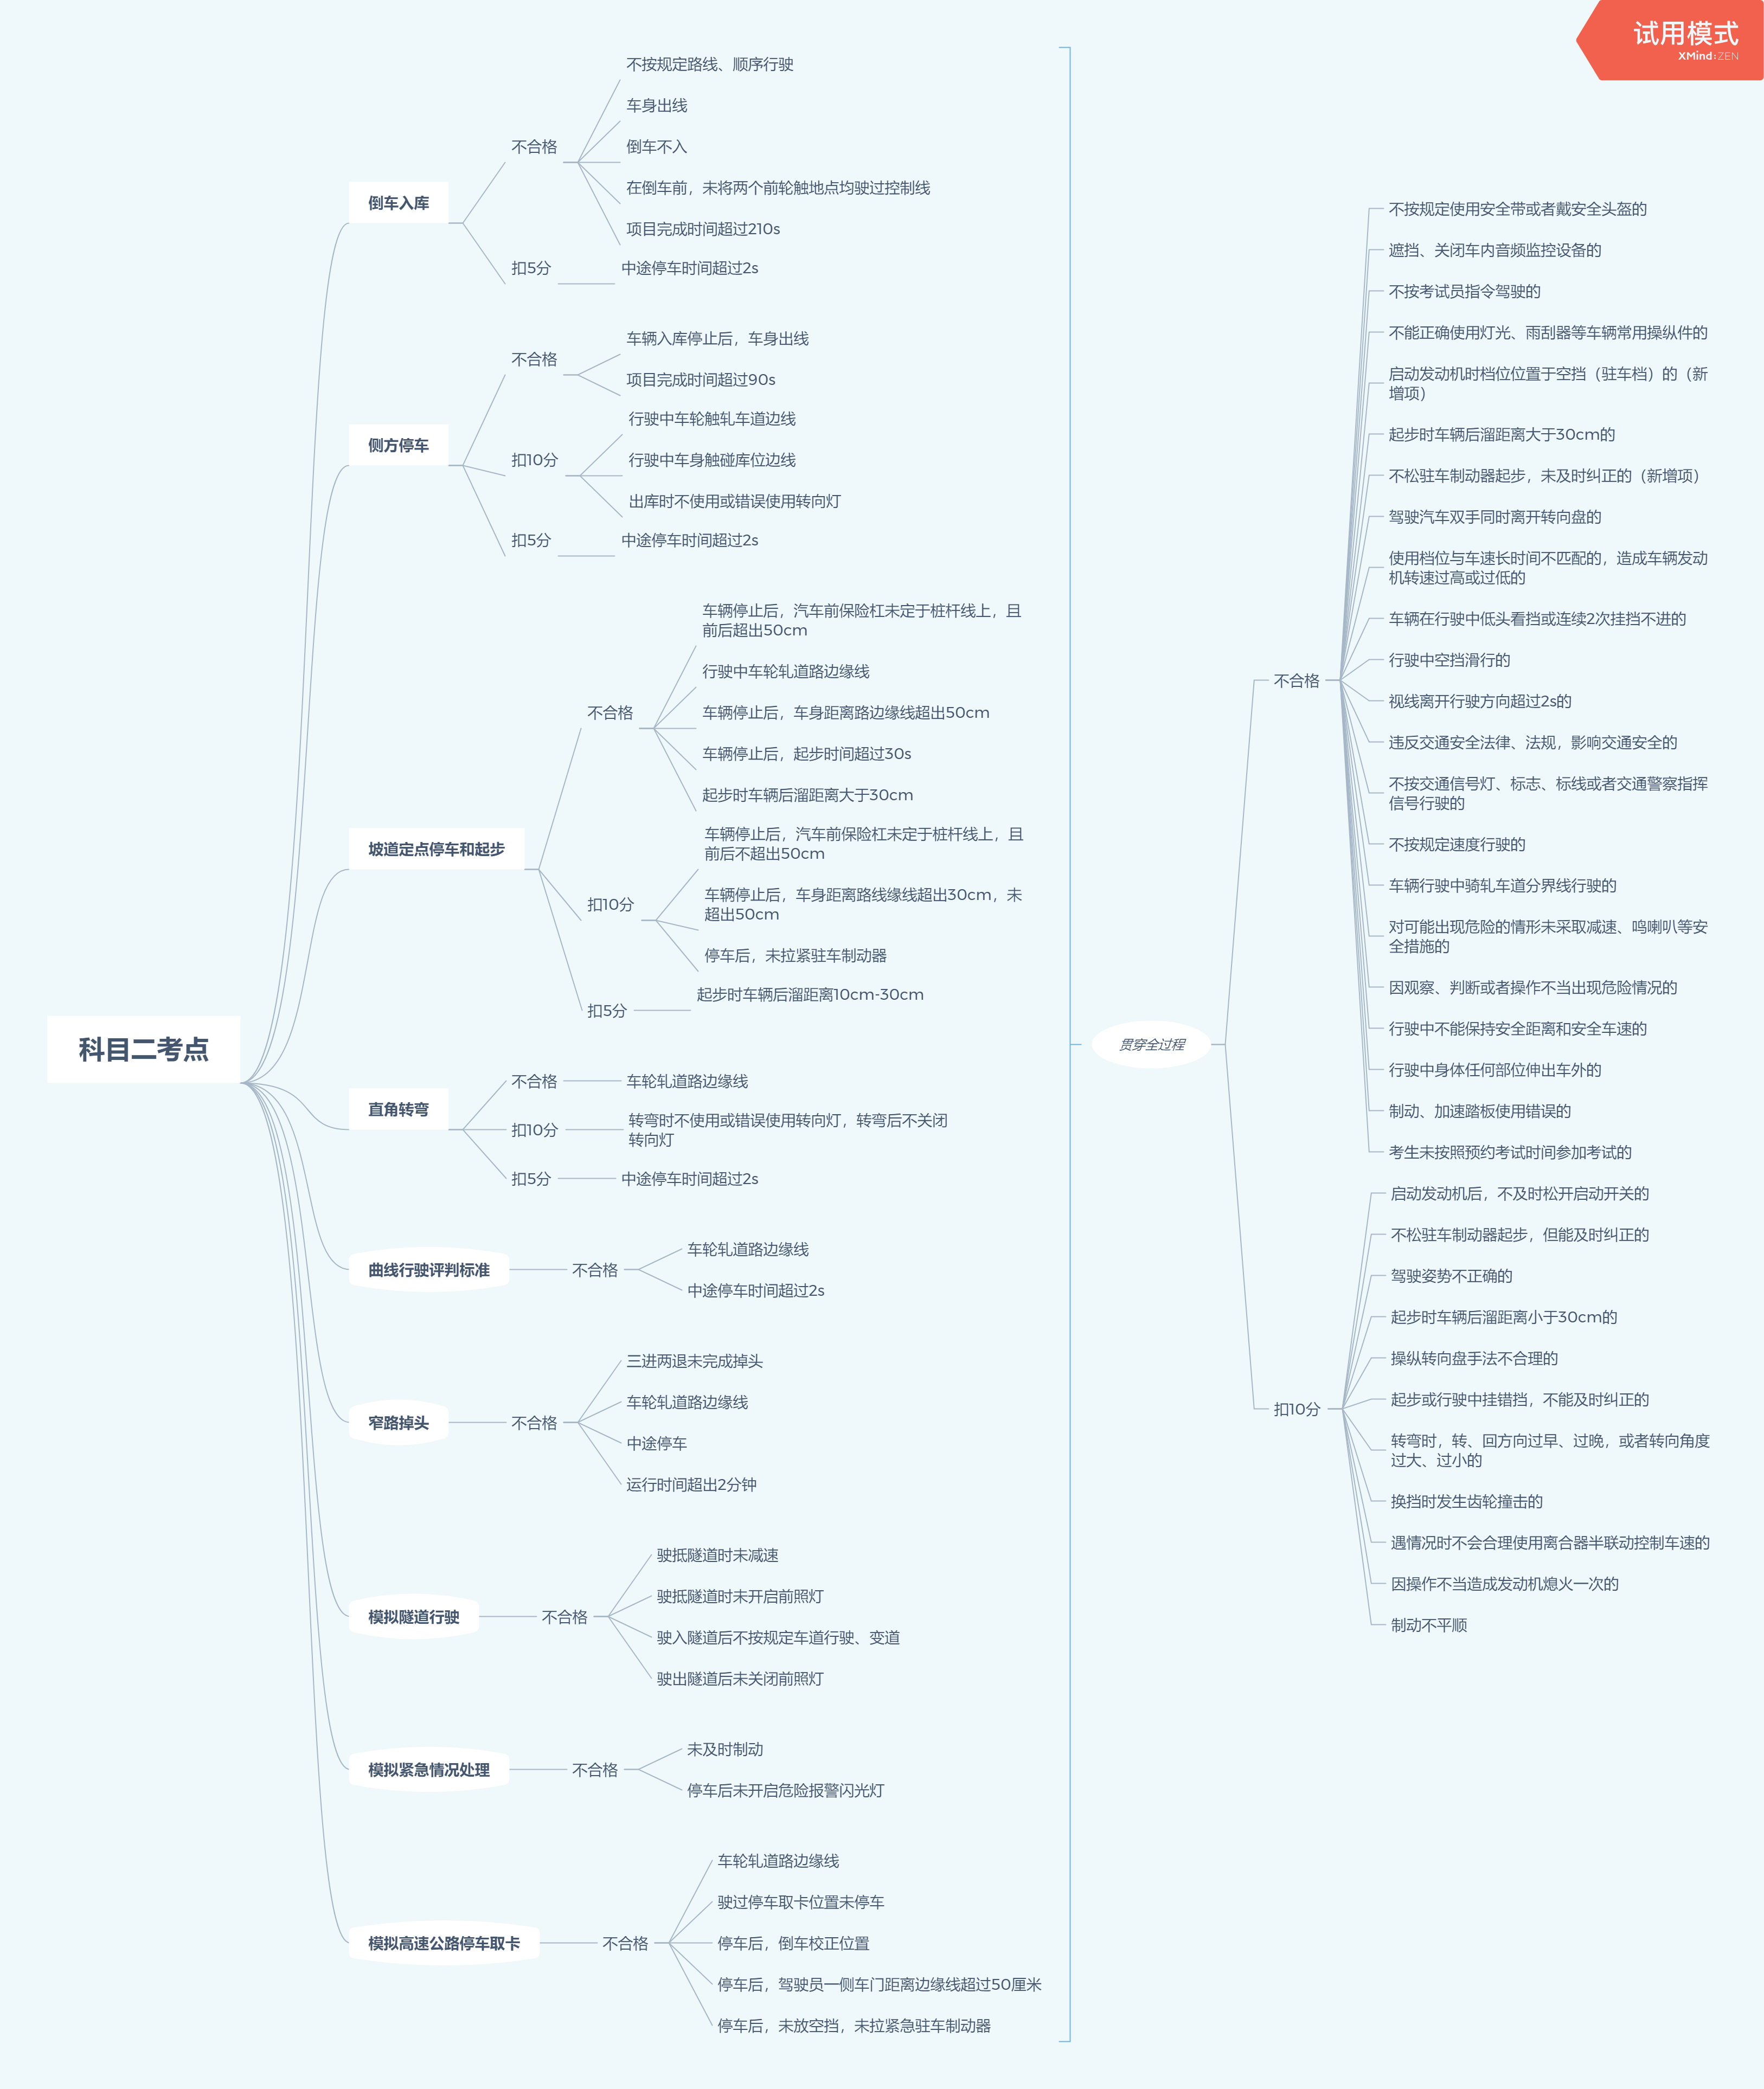 试用模式
XMind:ZEN
科目二考点
倒车入库
不合格
不按规定路线、顺序行驶
车身出线
倒车不入
在倒车前，未将两个前轮触地点均驶过控制线
项目完成时间超过210s
扣5分
中途停车时间超过2s
侧方停车
不合格
车辆入库停止后，车身出线
项目完成时间超过90s
扣10分
行驶中车轮触轧车道边线
行驶中车身触碰库位边线
出库时不使用或错误使用转向灯
扣5分
中途停车时间超过2s
坡道定点停车和起步
不合格
车辆停止后，汽车前保险杠未定于桩杆线上，且
前后超出50cm
行驶中车轮轧道路边缘线
车辆停止后，车身距离路边缘线超出50cm
车辆停止后，起步时间超过30s
起步时车辆后溜距离大于30cm
扣10分
车辆停止后，汽车前保险杠未定于桩杆线上，且
前后不超出50cm
车辆停止后，车身距离路线缘线超出30cm，未
超出50cm
停车后，未拉紧驻车制动器
扣5分
起步时车辆后溜距离10cm-30cm
直角转弯
不合格
车轮轧道路边缘线
扣10分
转弯时不使用或错误使用转向灯，转弯后不关闭
转向灯
扣5分
中途停车时间超过2s
曲线行驶评判标准
不合格
车轮轧道路边缘线
中途停车时间超过2s
窄路掉头
不合格
三进两退未完成掉头
车轮轧道路边缘线
中途停车
运行时间超出2分钟
模拟隧道行驶
不合格
驶抵隧道时未减速
驶抵隧道时未开启前照灯
驶入隧道后不按规定车道行驶、变道
驶出隧道后未关闭前照灯
模拟紧急情况处理
不合格
未及时制动
停车后未开启危险报警闪光灯
模拟高速公路停车取卡
不合格
车轮轧道路边缘线
驶过停车取卡位置未停车
停车后，倒车校正位置
停车后，驾驶员一侧车门距离边缘线超过50厘米
停车后，未放空挡，未拉紧急驻车制动器
贯穿全过程
不合格
不按规定使用安全带或者戴安全头盔的
遮挡、关闭车内音频监控设备的
不按考试员指令驾驶的
不能正确使用灯光、雨刮器等车辆常用操纵件的
启动发动机时档位位置于空挡（驻车档）的（新
增项）
起步时车辆后溜距离大于30cm的
不松驻车制动器起步，未及时纠正的（新增项）
驾驶汽车双手同时离开转向盘的
使用档位与车速长时间不匹配的，造成车辆发动
机转速过高或过低的
车辆在行驶中低头看挡或连续2次挂挡不进的
行驶中空挡滑行的
视线离开行驶方向超过2s的
违反交通安全法律、法规，影响交通安全的
不按交通信号灯、标志、标线或者交通警察指挥
信号行驶的
不按规定速度行驶的
车辆行驶中骑轧车道分界线行驶的
对可能出现危险的情形未采取减速、鸣喇叭等安
全措施的
因观察、判断或者操作不当出现危险情况的
行驶中不能保持安全距离和安全车速的
行驶中身体任何部位伸出车外的
制动、加速踏板使用错误的
考生未按照预约考试时间参加考试的
扣10分
启动发动机后，不及时松开启动开关的
不松驻车制动器起步，但能及时纠正的
驾驶姿势不正确的
起步时车辆后溜距离小于30cm的
操纵转向盘手法不合理的
起步或行驶中挂错挡，不能及时纠正的
转弯时，转、回方向过早、过晚，或者转向角度
过大、过小的
换挡时发生齿轮撞击的
遇情况时不会合理使用离合器半联动控制车速的
因操作不当造成发动机熄火一次的
制动不平顺